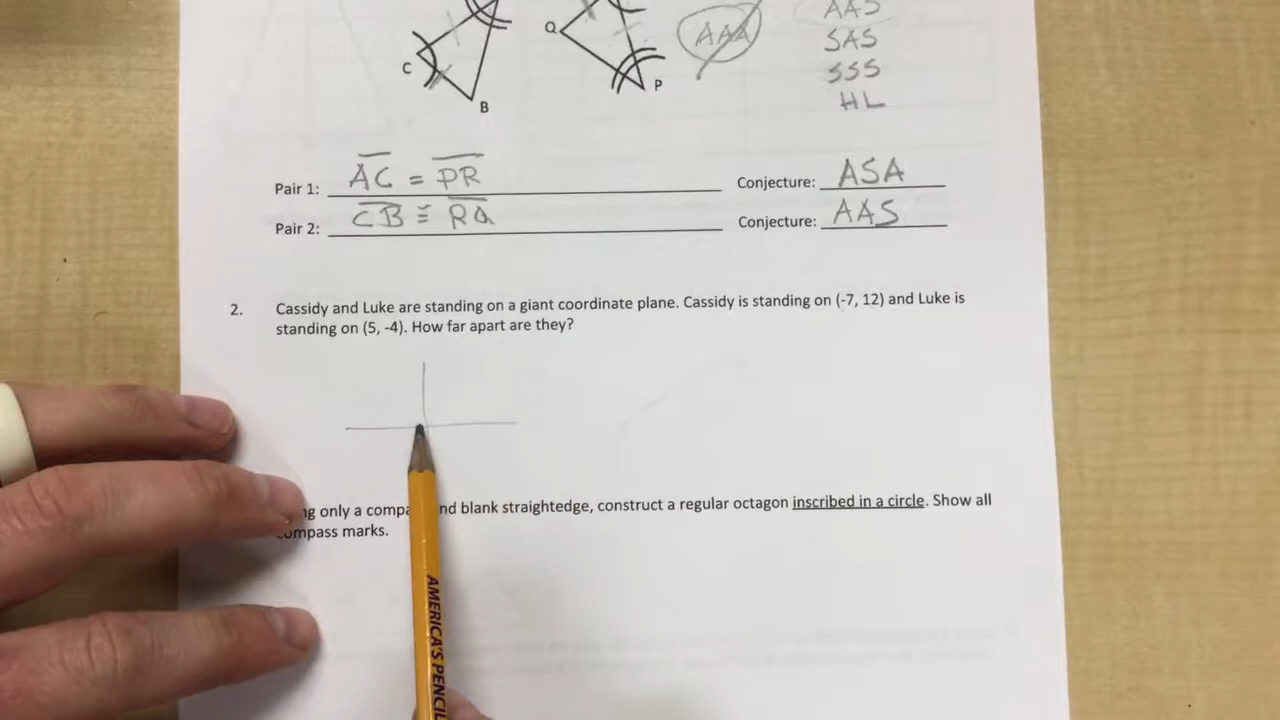 AAS
Q
AAA
SAS
C
SSS
P
B
HL
Pair 1: AC = PR Conjecture: ASA
Pair 2: CB ≅ RQ Conjecture: AAS
2. Cassidy and Luke are standing on a giant coordinate plane. Cassidy is standing on (-7, 12) and Luke is
standing on (5, -4). How far apart are they?
only a nd blank straightedge, construct a regular octagon inscribed in a circle. Show all
marks.
AMERICA'S PENCIL